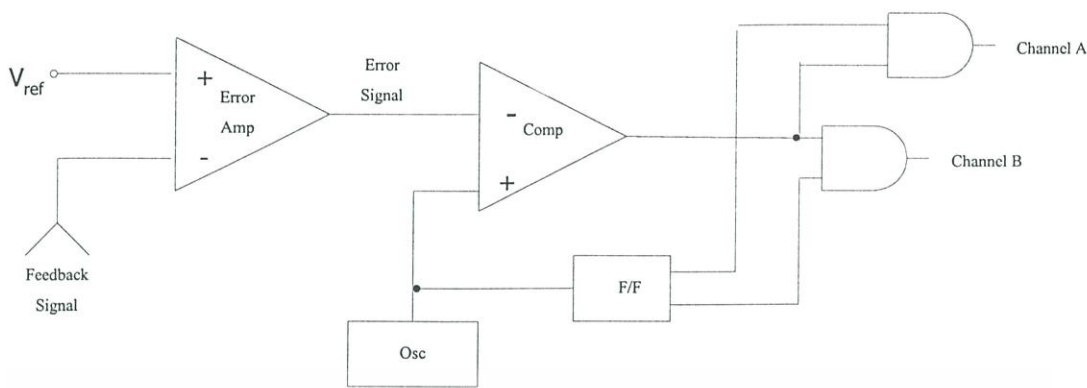 Channel A
Error
Signal
V_ref
+
Error
Amp
-
-
Comp
+
Channel B
Feedback
Signal
F/F
Osc